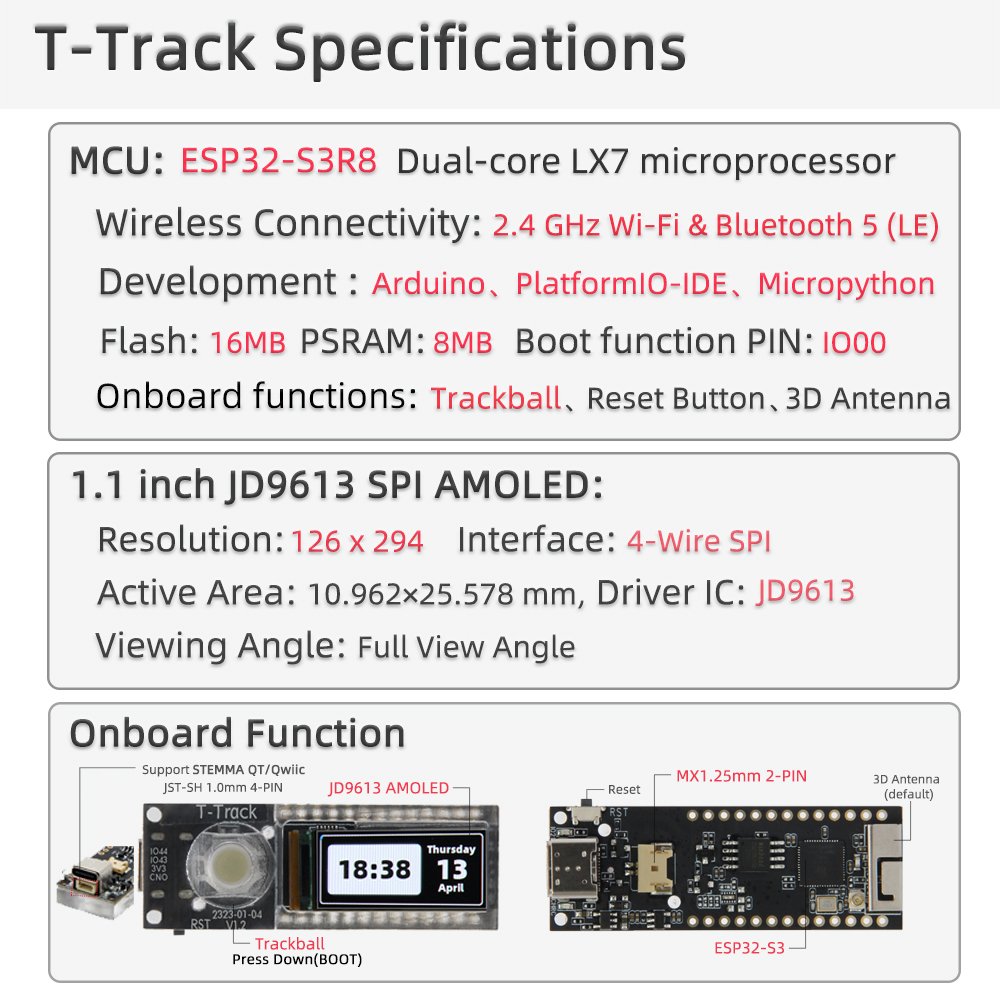 T-Track Specifications
MCU: ESP32-S3R8 Dual-core LX7 microprocessor
Wireless Connectivity: 2.4 GHz Wi-Fi & Bluetooth 5 (LE)
Development : Arduino、PlatformIO-IDE、Micropython
Flash: 16MB PSRAM: 8MB Boot function PIN: IO00
Onboard functions: Trackball、Reset Button、3D Antenna
1.1 inch JD9613 SPI AMOLED:
Resolution: 126 x 294 Interface: 4-Wire SPI
Active Area: 10.962×25.578 mm, Driver IC: JD9613
Viewing Angle: Full View Angle
Onboard Function
Support STEMMA QT/Qwiic
JST-SH 1.0mm 4-PIN
JD9613 AMOLED
T-Track
IO44
IO43
3V3
CNO
18:38
Thursday
13
April
2323-01-04
V1.2
RST
Trackball
Press Down(BOOT)
MX1.25mm 2-PIN
Reset
RST
3D Antenna
(default)
ESP32-S3